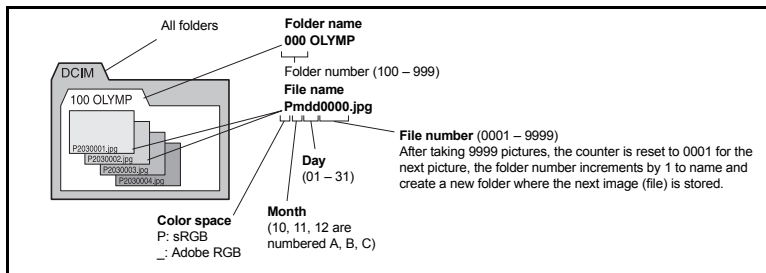 All folders
Folder name
000 OLYMP
Folder number (100 – 999)
DCIM
100 OLYMP
File name
Pmdd0000.jpg
P2030001.jpg
P2030002.jpg
P2030003.jpg
P2030004.jpg
File number (0001 – 9999)
After taking 9999 pictures, the counter is reset to 0001 for the
next picture, the folder number increments by 1 to name and
create a new folder where the next image (file) is stored.
Day
(01 – 31)
Month
(10, 11, 12 are
numbered A, B, C)
Color space
P: sRGB
_: Adobe RGB